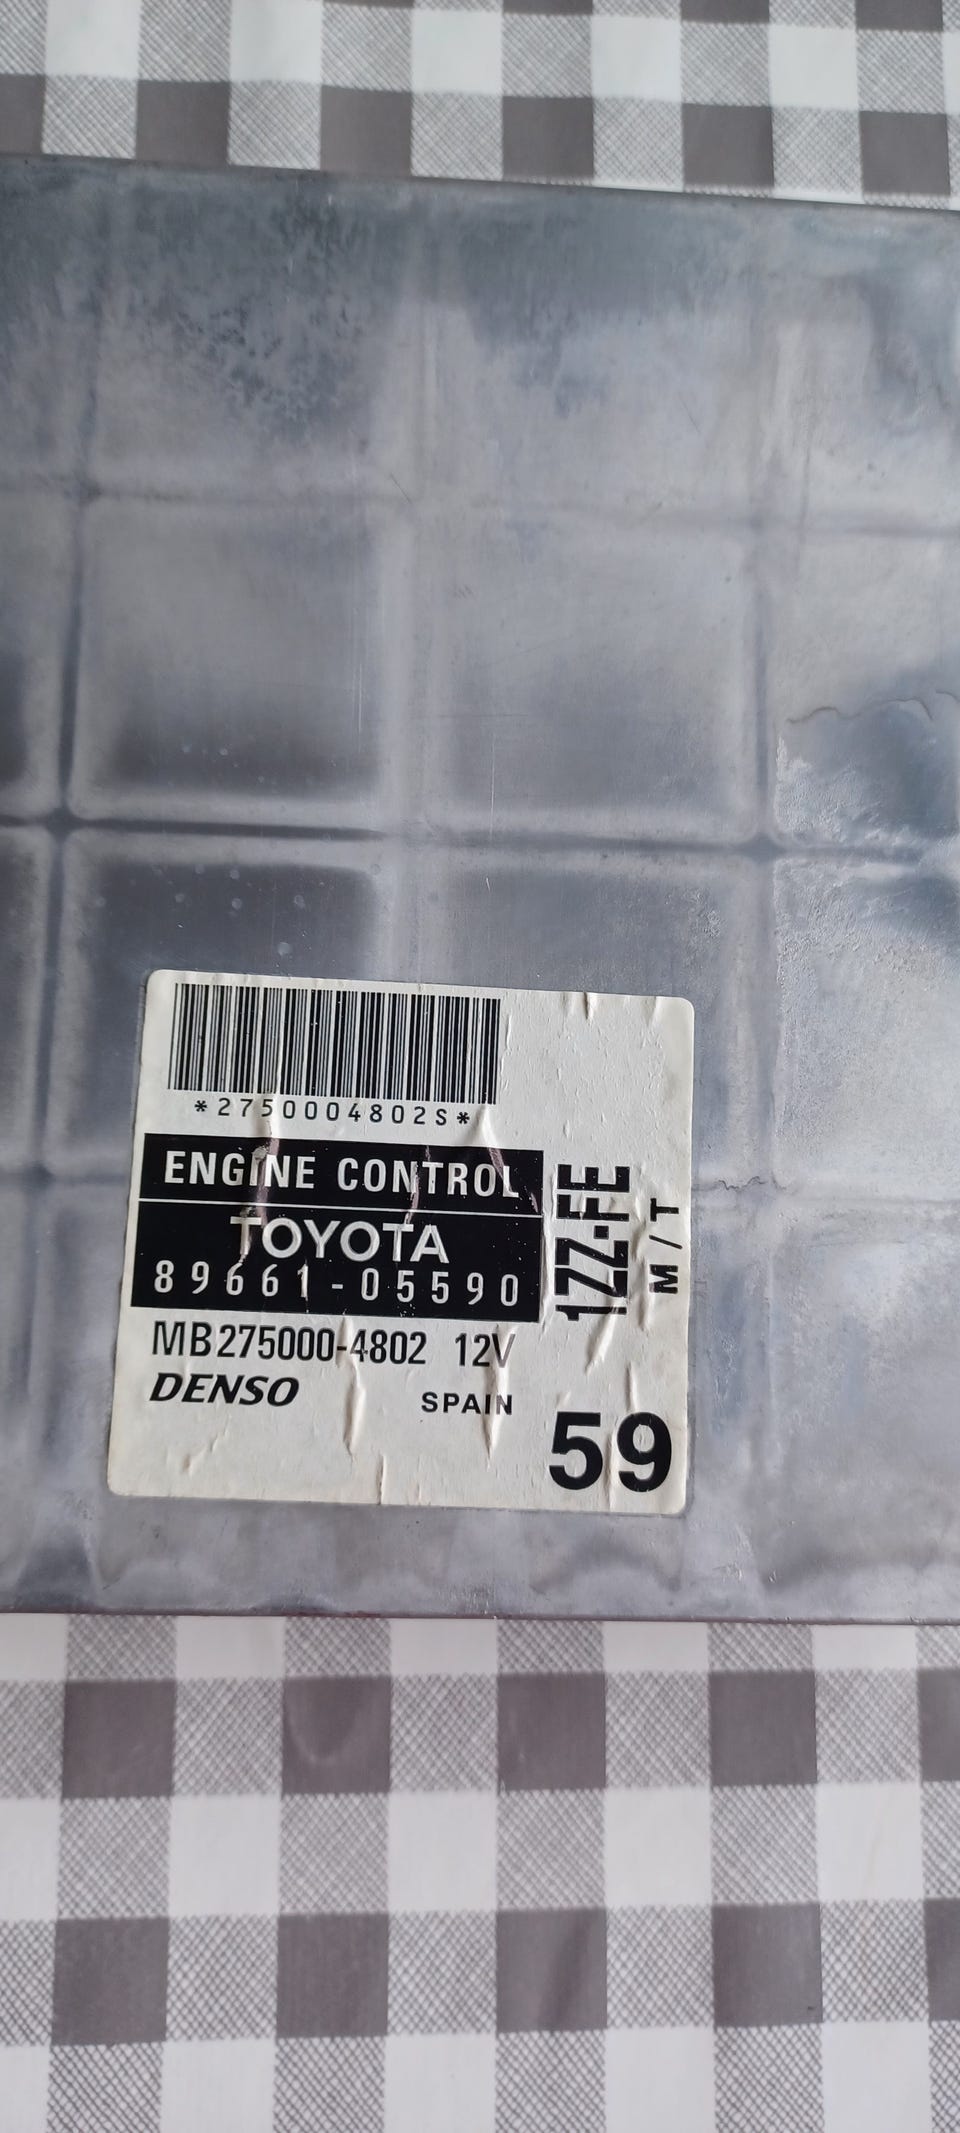 *2750004802S*
ENGINE CONTROL
TOYOTA
89661-05590
MB275000-4802 12V
DENSO SPAIN
1ZZ-FE
M/T
59